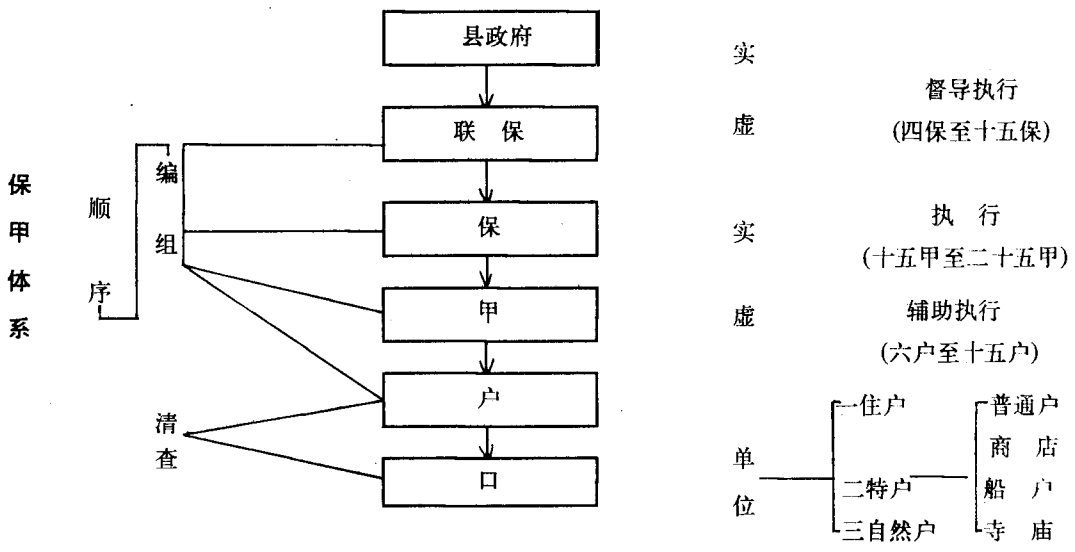 保甲体系
顺序
编组
清查
县政府
联保
保
甲
户
口
实
虚
督导执行
(四保至十五保)
实
执行
(十五甲至二十五甲)
虚
辅助执行
(六户至十五户)
单位
一住户
二特户
三自然户
普通户
商店
船户
寺庙